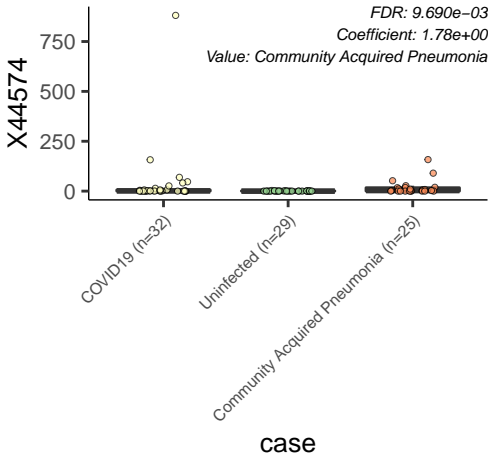 FDR: 9.690e−03
Coefficient: 1.78e+00
Value: Community Acquired Pneumonia
X44574
750
500
250
0
COVID19 (n=32)
Uninfected (n=29)
Community Acquired Pneumonia (n=25)
case